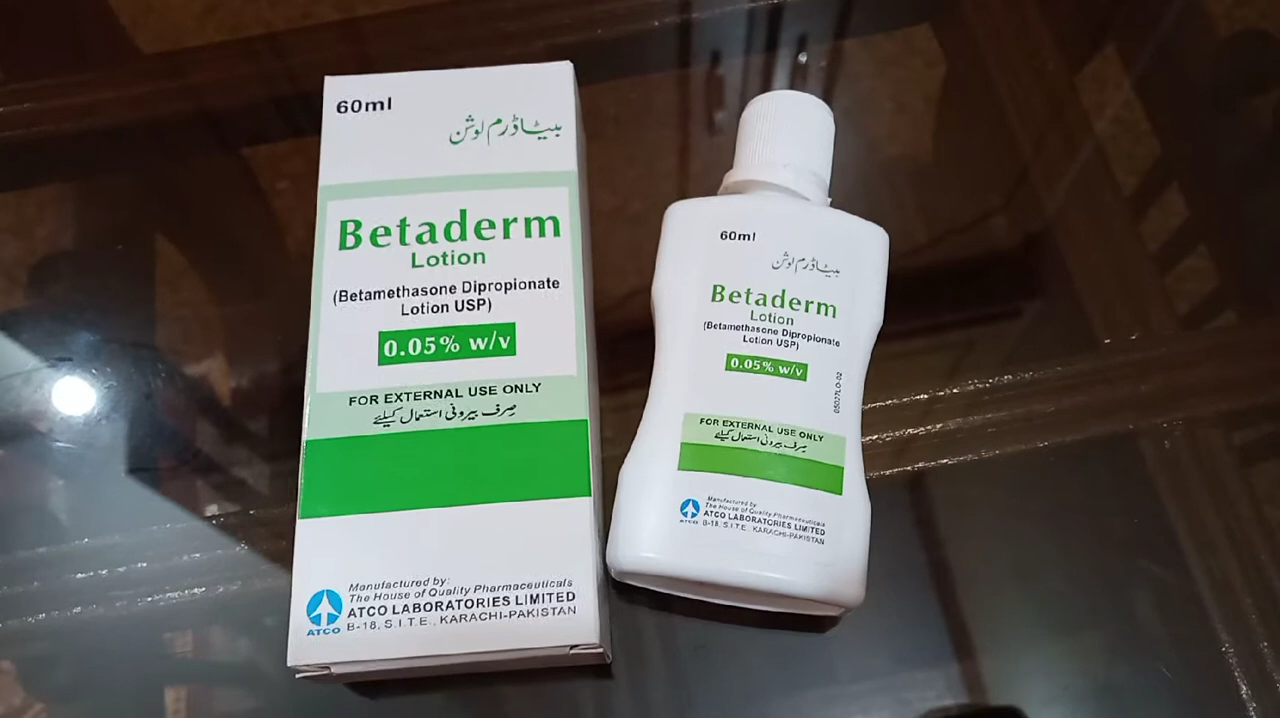 60ml
بیٹاڈرم لوشن
Betaderm
Lotion
(Betamethasone Dipropionate
Lotion USP)
0.05% w/v
FOR EXTERNAL USE ONLY
صرف بیرونی استعمال کیلئے
Manufactured by:
The House of Quality Pharmaceuticals
ATCO LABORATORIES LIMITED
B-18, S.I.T.E., KARACHI-PAKISTAN
ATCO
60ml
بیٹاڈرم لوشن
Betaderm
Lotion
(Betamethasone Dipropionate
Lotion USP)
0.05% w/v
05027LO-02
FOR EXTERNAL USE ONLY
صرف بیرونی استعمال کیلئے
Manufactured by:
The House of Quality Pharmaceuticals
ATCO LABORATORIES LIMITED
B-18, S.I.T.E., KARACHI-PAKISTAN
ATCO